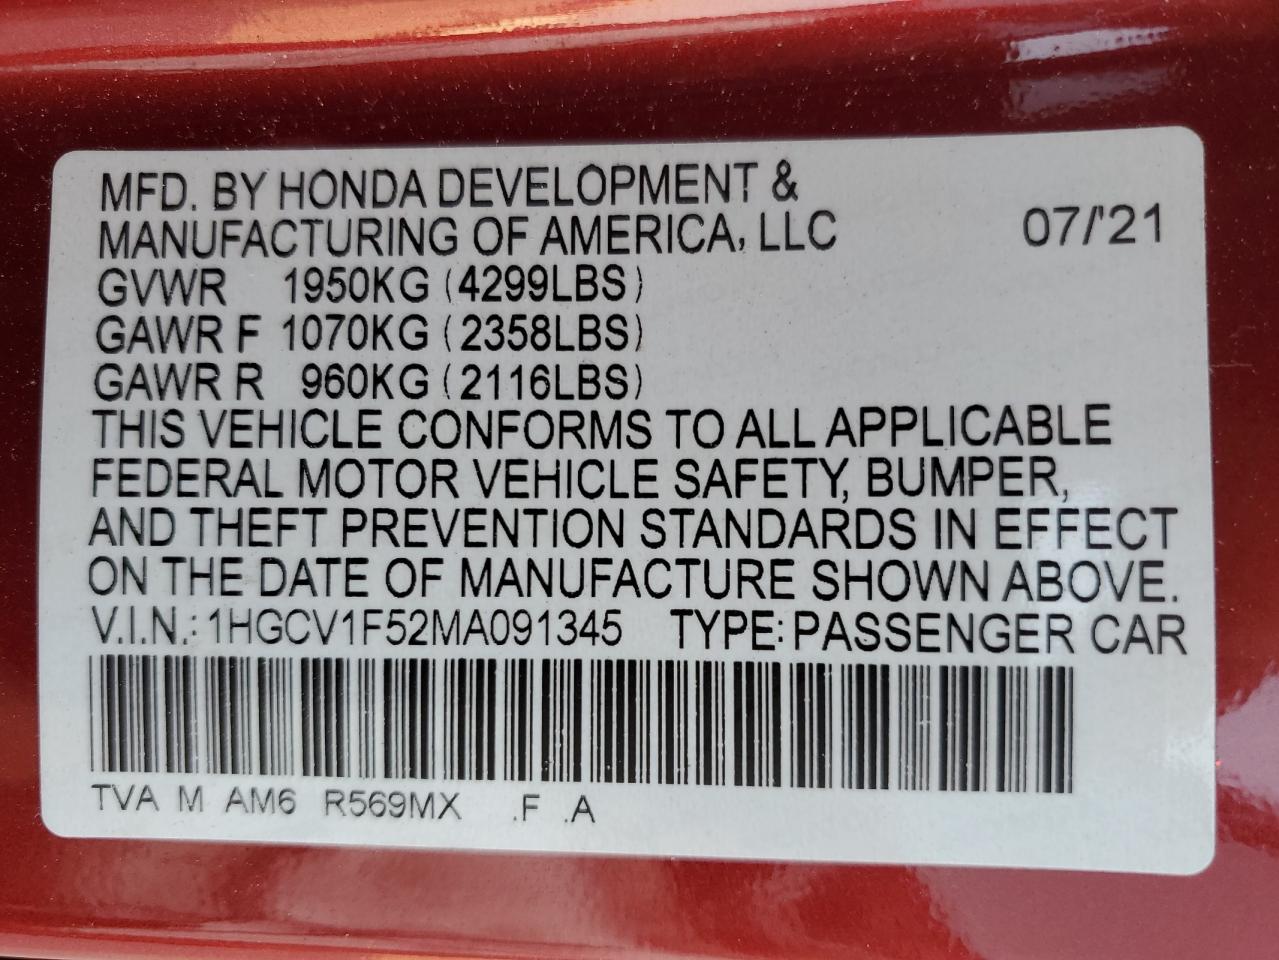 MFD. BY HONDA DEVELOPMENT &
MANUFACTURING OF AMERICA, LLC 07/'21
GVWR 1950KG (4299LBS)
GAWR F 1070KG (2358LBS)
GAWR R 960KG (2116LBS)
THIS VEHICLE CONFORMS TO ALL APPLICABLE
FEDERAL MOTOR VEHICLE SAFETY, BUMPER,
AND THEFT PREVENTION STANDARDS IN EFFECT
ON THE DATE OF MANUFACTURE SHOWN ABOVE.
V.I.N.: 1HGCV1F52MA091345 TYPE: PASSENGER CAR
TVA M AM6 R569MX .F .A